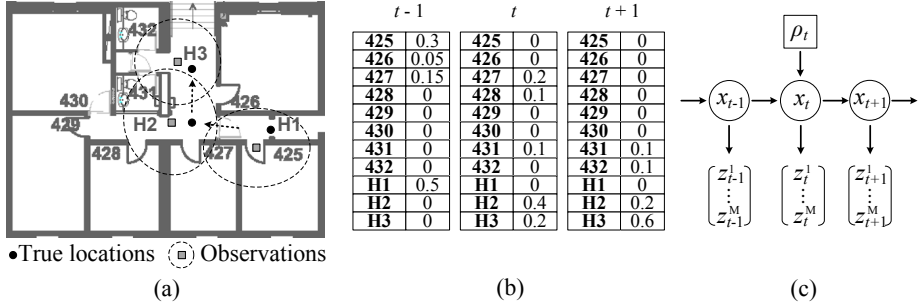 432
H3
431
430
426
H2
H1
429
428
427
425
●True locations
Observations
(a)
t - 1 t t + 1
425 0.3 425 0 425 0
426 0.05 426 0 426 0
427 0.15 427 0.2 427 0
428 0 428 0.1 428 0
429 0 429 0 429 0
430 0 430 0 430 0
431 0 431 0.1 431 0.1
432 0 432 0 432 0.1
H1 0.5 H1 0 H1 0
H2 0 H2 0.4 H2 0.2
H3 0 H3 0.2 H3 0.6
(b)
ρt
xt-1 xt xt+1
z¹t-1 z¹t z¹t+1
⋮ ⋮ ⋮
zᴹt-1 zᴹt zᴹt+1
(c)